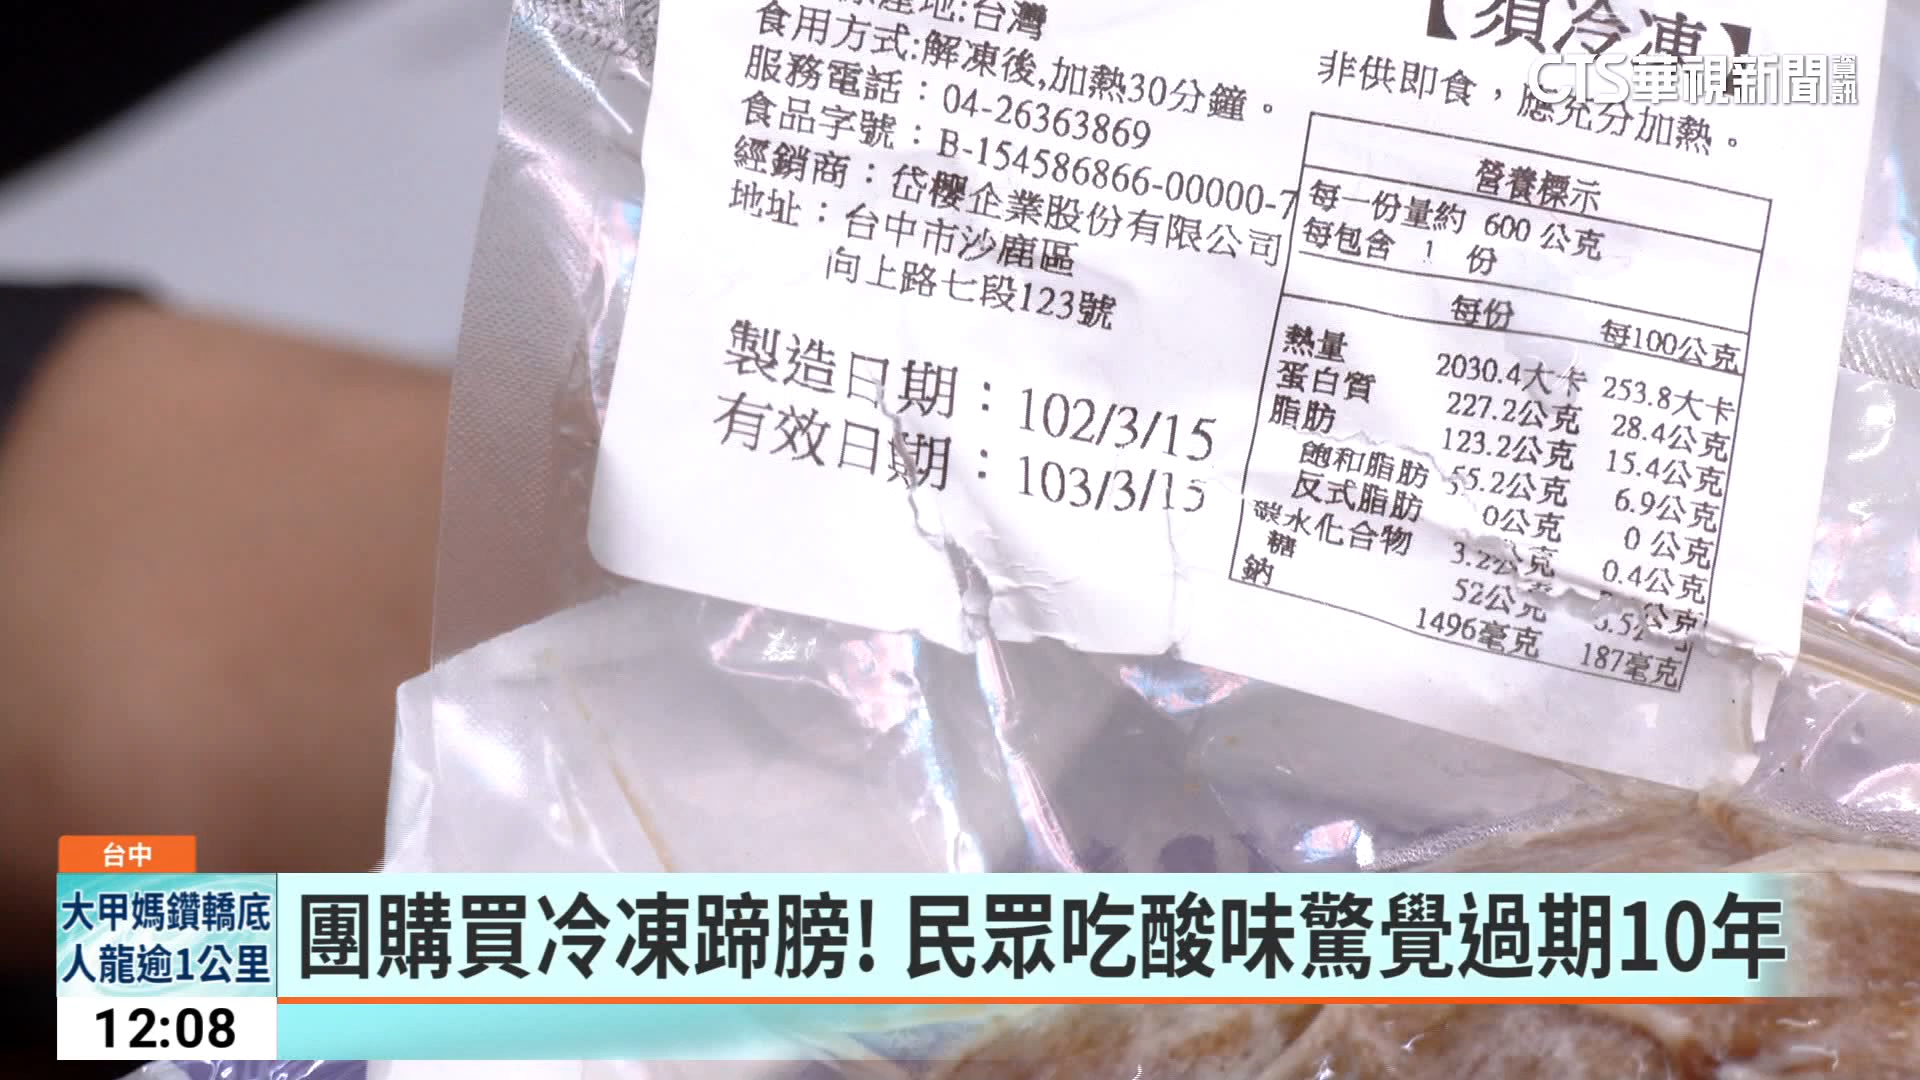 原產地:台灣
食用方式:解凍後,加熱30分鐘。
服務電話：04-26363869
食品字號：B-154586866-00000-7
經銷商：岱櫻企業股份有限公司
地址：台中市沙鹿區
向上路七段123號
製造日期：102/3/15
有效日期：103/3/15
【須冷凍】
非供即食，應充分加熱。
營養標示
每一份量約 600 公克
每包含 1 份
每份 每100公克
熱量 2030.4大卡 253.8大卡
蛋白質 227.2公克 28.4公克
脂肪 123.2公克 15.4公克
飽和脂肪 55.2公克 6.9公克
反式脂肪 0公克 0 公克
碳水化合物 3.2公克 0.4公克
糖 52公克 公克
鈉 1496毫克 187毫克
CTS華視新聞資訊
台中
大甲媽鑽轎底
人龍逾1公里
12:08
團購買冷凍蹄膀! 民眾吃酸味驚覺過期10年